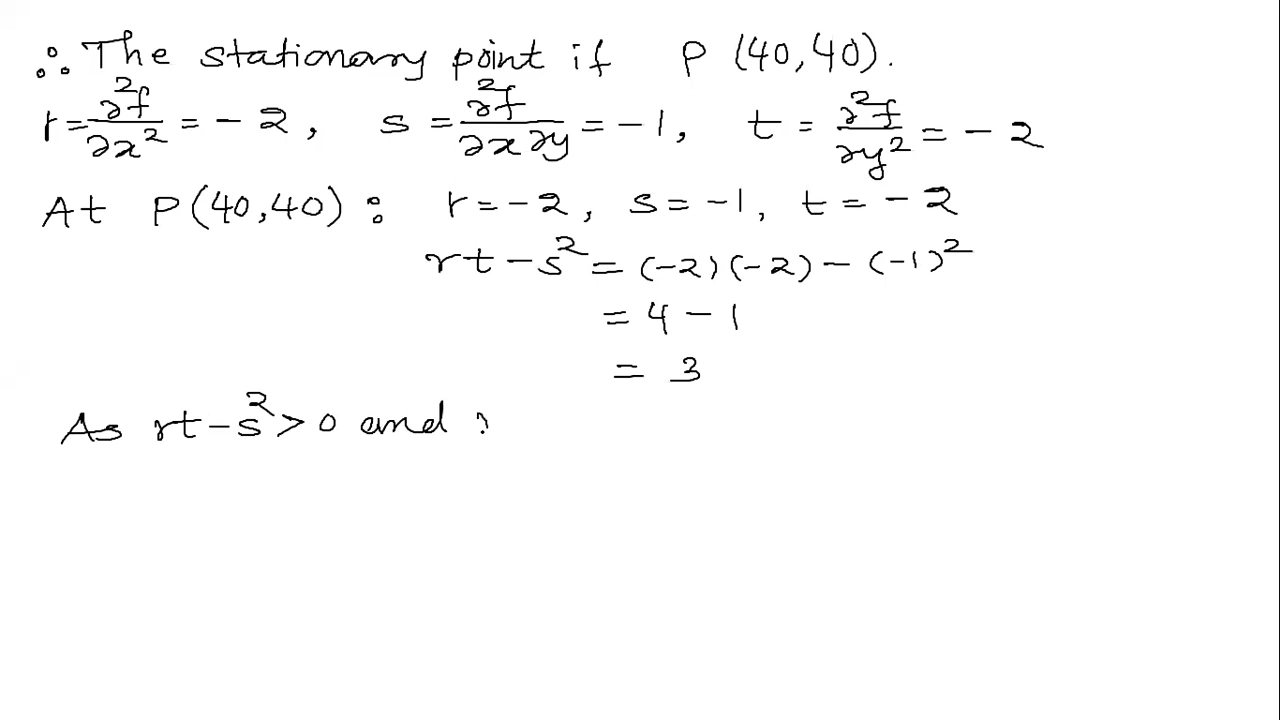 ∴ The stationary point if P (40,40).
r = ∂²f/∂x² = -2, s = ∂²f/∂x ∂y = -1, t = ∂²f/∂y² = -2
At P(40,40): r = -2, s = -1, t = -2
rt - s² = (-2)(-2) - (-1)²
= 4 - 1
= 3
As rt - s² > 0 and